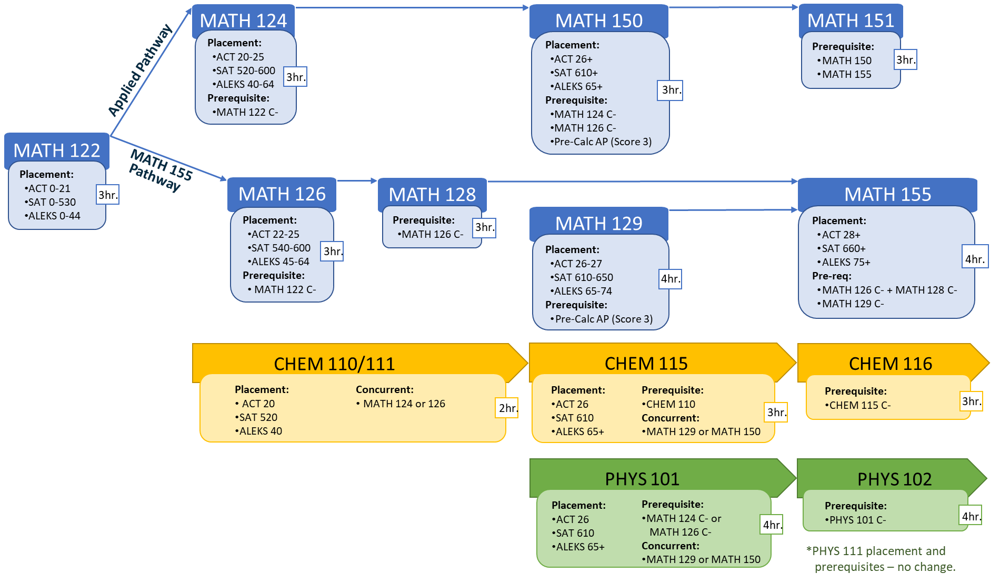 MATH 124
Placement:
•ACT 20-25
•SAT 520-600
•ALEKS 40-64
Prerequisite:
•MATH 122 C-
3hr.
MATH 150
Placement:
•ACT 26+
•SAT 610+
•ALEKS 65+
Prerequisite:
•MATH 124 C-
•MATH 126 C-
•Pre-Calc AP (Score 3)
3hr.
MATH 151
Prerequisite:
•MATH 150
•MATH 155
3hr.
Applied Pathway
MATH 122
Placement:
•ACT 0-21
•SAT 0-530
•ALEKS 0-44
3hr.
MATH 155
Pathway
MATH 126
Placement:
•ACT 22-25
•SAT 540-600
•ALEKS 45-64
Prerequisite:
• MATH 122 C-
3hr.
MATH 128
Prerequisite:
•MATH 126 C-
3hr.
MATH 129
Placement:
•ACT 26-27
•SAT 610-650
•ALEKS 65-74
Prerequisite:
•Pre-Calc AP (Score 3)
4hr.
MATH 155
Placement:
•ACT 28+
•SAT 660+
•ALEKS 75+
Pre-req:
•MATH 126 C- + MATH 128 C-
•MATH 129 C-
4hr.
CHEM 110/111
Placement:
• ACT 20
•SAT 520
•ALEKS 40
Concurrent:
• MATH 124 or 126
2hr.
CHEM 115
Placement:
•ACT 26
•SAT 610
•ALEKS 65+
Prerequisite:
•CHEM 110
Concurrent:
•MATH 129 or MATH 150
3hr.
CHEM 116
Prerequisite:
•CHEM 115 C-
3hr.
PHYS 101
Placement:
•ACT 26
•SAT 610
•ALEKS 65+
Prerequisite:
•MATH 124 C- or
MATH 126 C-
Concurrent:
•MATH 129 or MATH 150
4hr.
PHYS 102
Prerequisite:
•PHYS 101 C-
4hr.
*PHYS 111 placement and
prerequisites – no change.